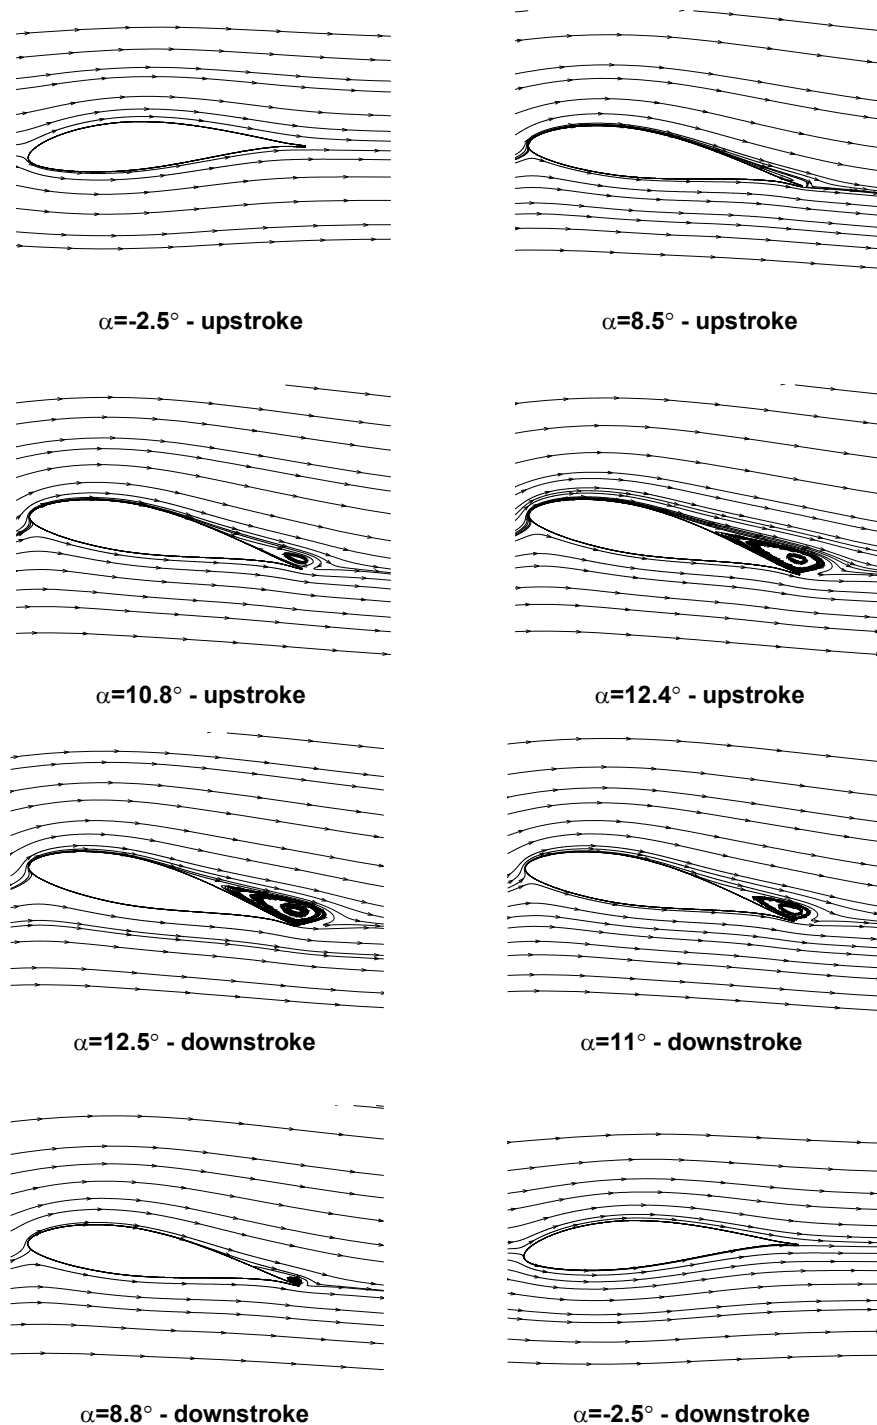 α=-2.5° - upstroke
α=8.5° - upstroke
α=10.8° - upstroke
α=12.4° - upstroke
α=12.5° - downstroke
α=11° - downstroke
α=8.8° - downstroke
α=-2.5° - downstroke